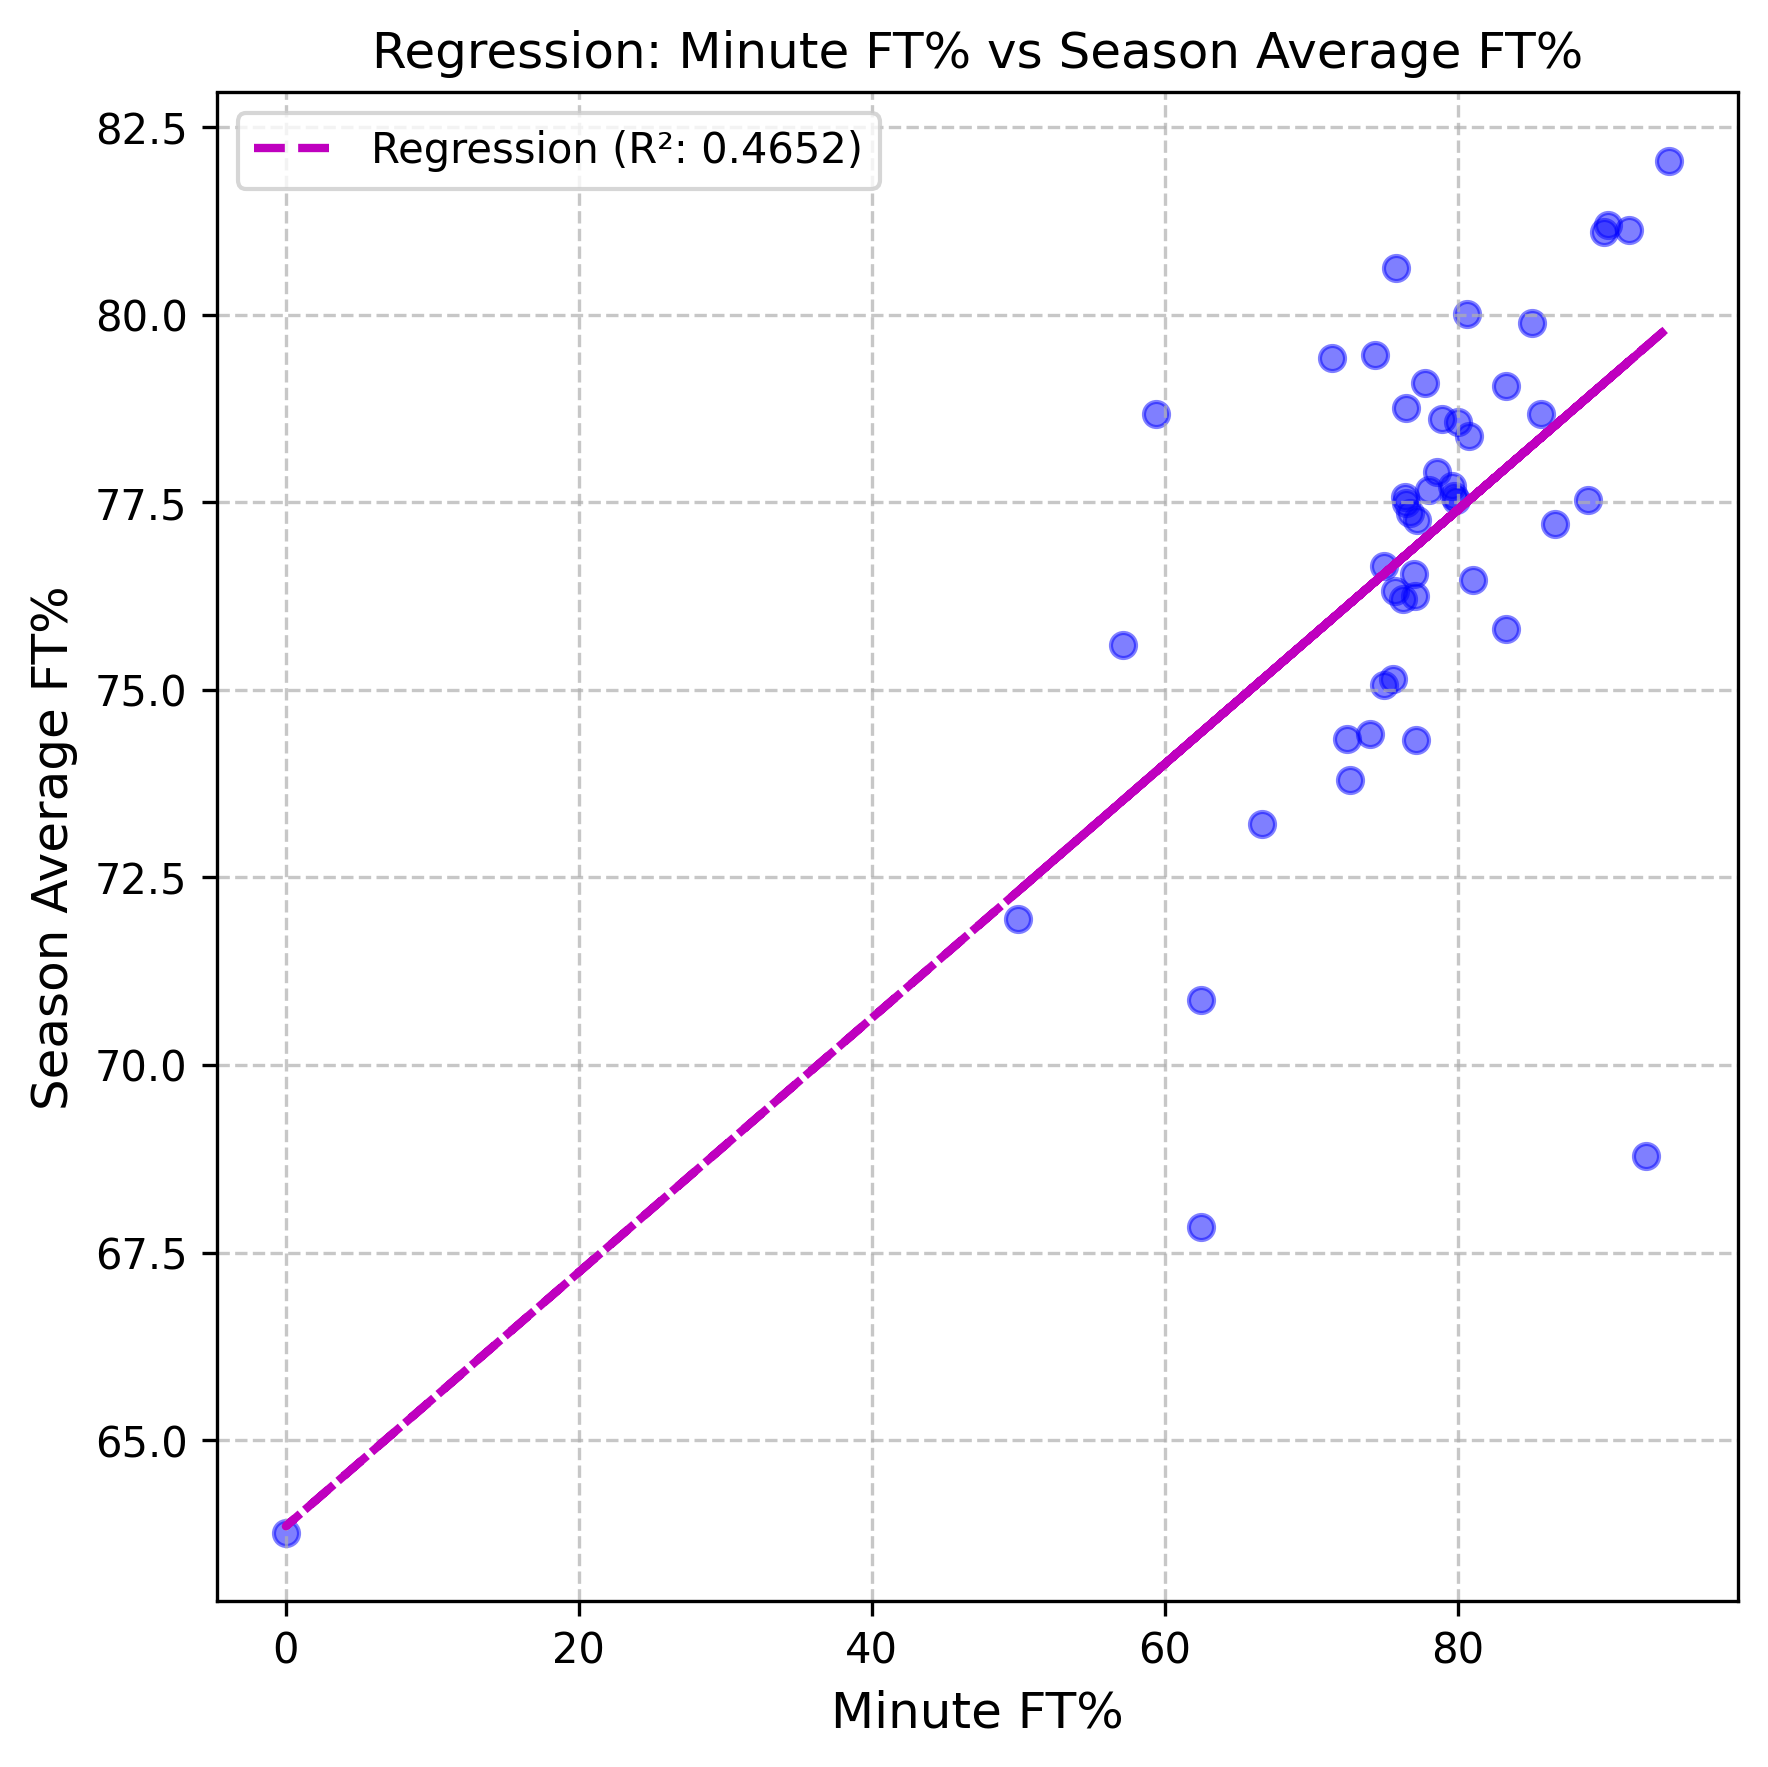 Regression: Minute FT% vs Season Average FT%
Regression (R²: 0.4652)
82.5
80.0
77.5
75.0
72.5
70.0
67.5
65.0
Season Average FT%
0 20 40 60 80
Minute FT%